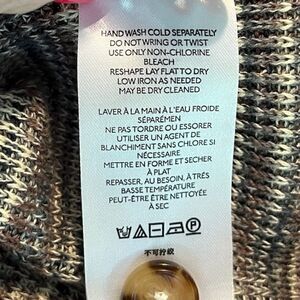 HAND WASH COLD SEPARATELY
DO NOT WRING OR TWIST
USE ONLY NON-CHLORINE
BLEACH
RESHAPE LAY FLAT TO DRY
LOW IRON AS NEEDED
MAY BE DRY CLEANED
LAVER À LA MAIN À L'EAU FROIDE
SÉPARÉMEN
NE PAS TORDRE OU ESSORER
UTILISER UN AGENT DE
BLANCHIMENT SANS CHLORE SI
NÉCESSAIRE
METTRE EN FORME ET SECHER
À PLAT
REPASSER, AU BESOIN, À TRÈS
BASSE TEMPÉRATURE
PEUT-ÊTRE ÊTRE NETTOYÉE
À SEC
不可拧绞